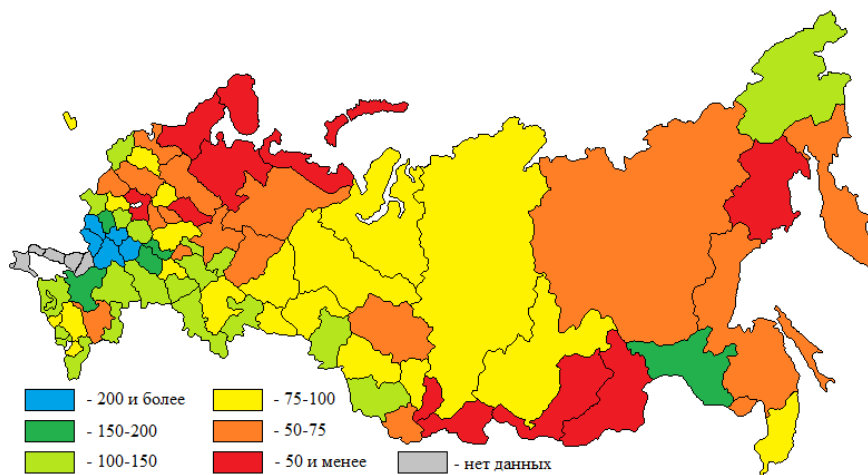 - 200 и более
- 75-100
- 150-200
- 50-75
- 100-150
- 50 и менее
- нет данных